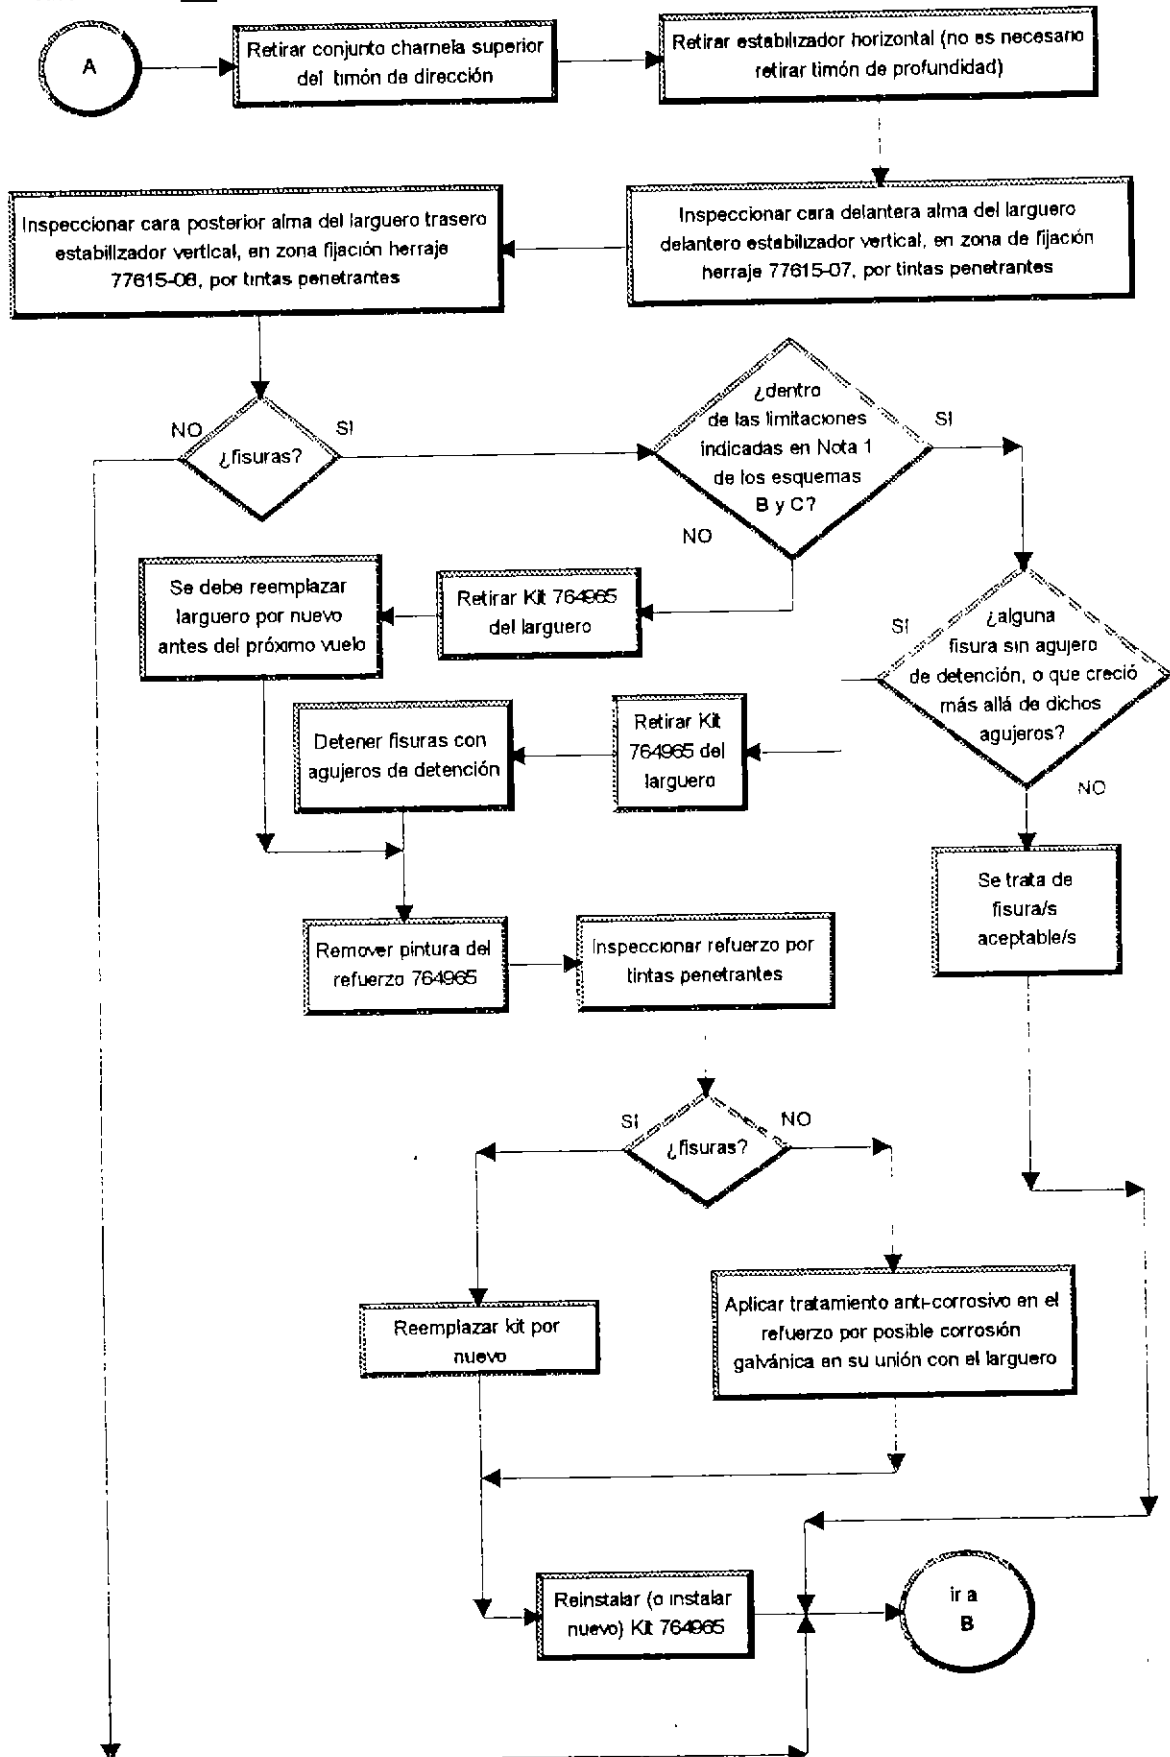 A
Retirar conjunto charnela superior
del timón de dirección
Retirar estabilizador horizontal (no es necesario
retirar timón de profundidad)
Inspeccionar cara posterior alma del larguero trasero
estabilizador vertical, en zona fijación herraje
77615-08, por tintas penetrantes
Inspeccionar cara delantera alma del larguero
delantero estabilizador vertical, en zona de fijación
herraje 77615-07, por tintas penetrantes
NO
¿fisuras?
SI
¿dentro
de las limitaciones
indicadas en Nota 1
de los esquemas
B y C?
SI
NO
Se debe reemplazar
larguero por nuevo
antes del próximo vuelo
Retirar Kit 764965
del larguero
SI
¿alguna
fisura sin agujero
de detención, o que creció
más allá de dichos
agujeros?
NO
Detener fisuras con
agujeros de detención
Retirar Kit
764965 del
larguero
Se trata de
fisura/s
aceptable/s
Remover pintura del
refuerzo 764965
Inspeccionar refuerzo por
tintas penetrantes
SI
¿fisuras?
NO
Reemplazar kit por
nuevo
Aplicar tratamiento anti-corrosivo en el
refuerzo por posible corrosión
galvánica en su unión con el larguero
Reinstalar (o instalar
nuevo) Kit 764965
ir a
B